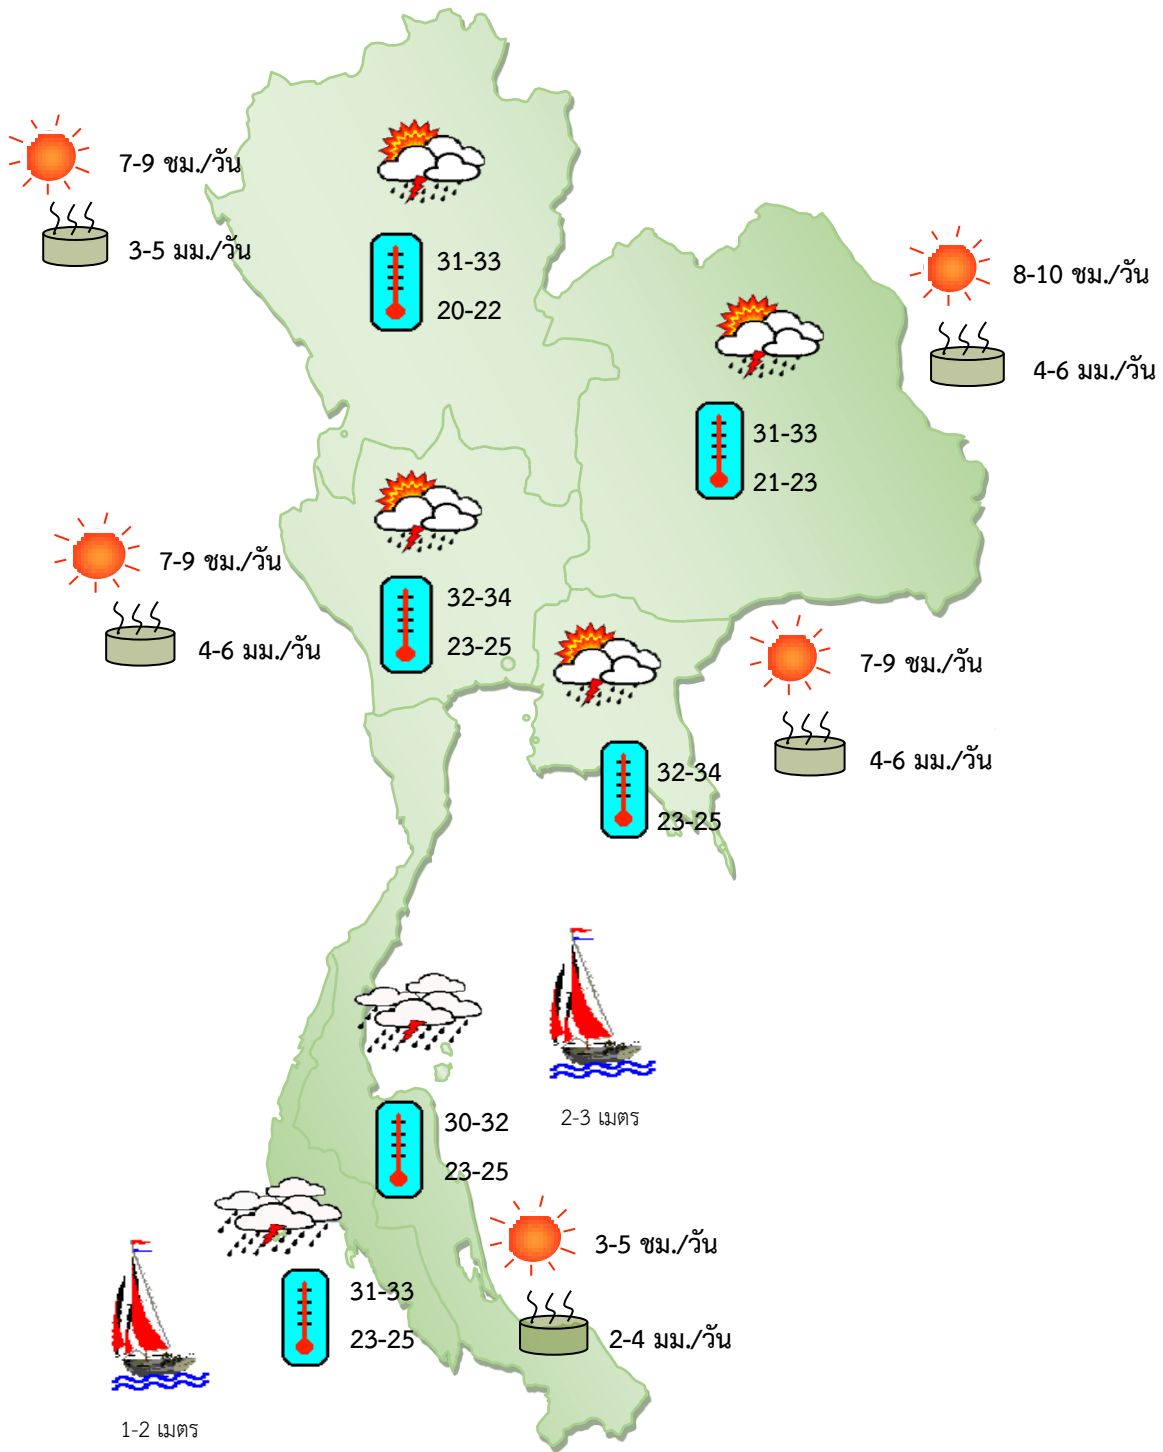 7-9 ชม./วัน
3-5 มม./วัน
31-33
20-22
8-10 ชม./วัน
4-6 มม./วัน
31-33
21-23
7-9 ชม./วัน
4-6 มม./วัน
32-34
23-25
7-9 ชม./วัน
4-6 มม./วัน
32-34
23-25
2-3 เมตร
30-32
23-25
3-5 ชม./วัน
2-4 มม./วัน
31-33
23-25
1-2 เมตร